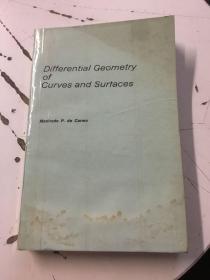 Differential Geometry
of
Curves and Surfaces
Manfredo P. do Carmo